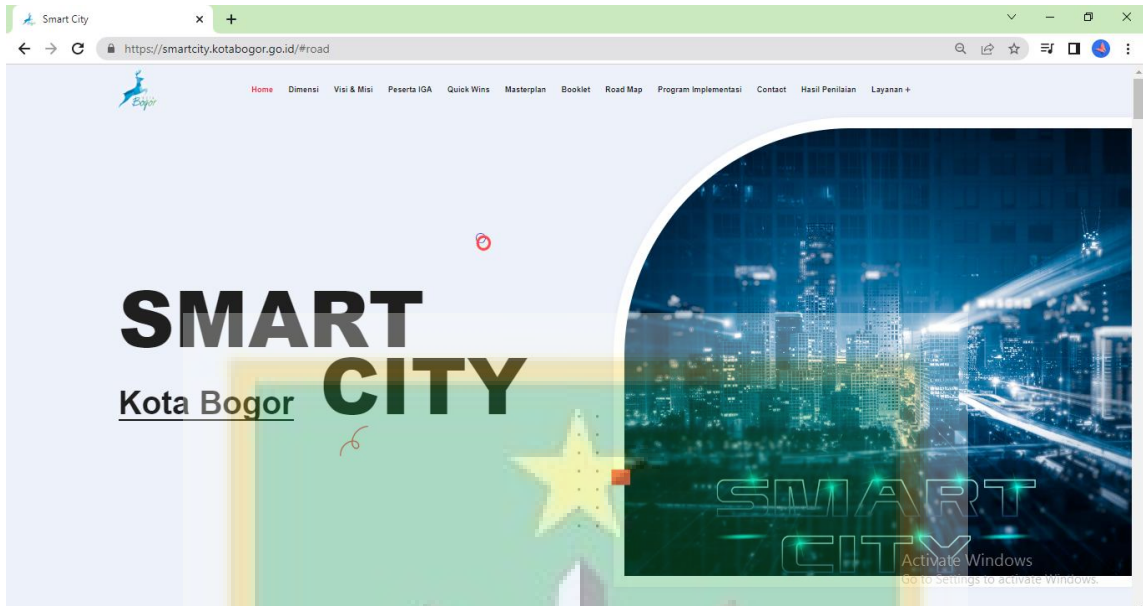 Smart City
https://smartcity.kotabogor.go.id/#road
Bogor
Home Dimensi Visi & Misi Peserta IGA Quick Wins Masterplan Booklet Road Map Program Implementasi Contact Hasil Penilaian Layanan +
SMART
CITY
Kota Bogor
SMART
CITY
Activate Windows
Go to Settings to activate Windows.